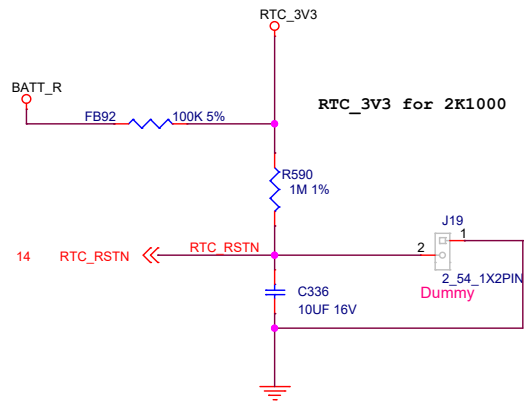 RTC_3V3
BATT_R
RTC_3V3 for 2K1000
FB92
100K 5%
R590
1M 1%
J19
1
2
14
RTC_RSTN
RTC_RSTN
2_54_1X2PIN
Dummy
C336
10UF 16V